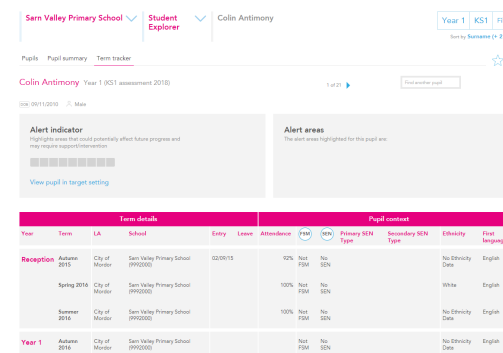 Sarn Valley Primary School
Student Explorer
Colin Antimony
Year 1 KS1
Sort by Surname (+ 2
Pupils Pupil summary Term tracker
Colin Antimony Year 1 (KS1 assessment 2018)
1 of 21
Find another pupil
DOB 09/11/2010 Male
Alert indicator
Highlights areas that could potentially affect future progress and
may require support/intervention
View pupil in target setting
Alert areas
The alert areas highlighted for this pupil are:
Term details Pupil context
Year Term LA School Entry Leave Attendance FSM SEN Primary SEN Type Secondary SEN Type Ethnicity First
Reception Autumn 2015 City of Mordor Sarn Valley Primary School (9992000) 02/09/15 92% Not FSM No SEN No Ethnicity Data English
Spring 2016 City of Mordor Sarn Valley Primary School (9992000) 100% Not FSM No SEN White English
Summer 2016 City of Mordor Sarn Valley Primary School (9992000) 100% Not FSM No SEN No Ethnicity Data English
Year 1 Autumn 2016 City of Mordor Sarn Valley Primary School (9992000) Not FSM No SEN No Ethnicity Data English